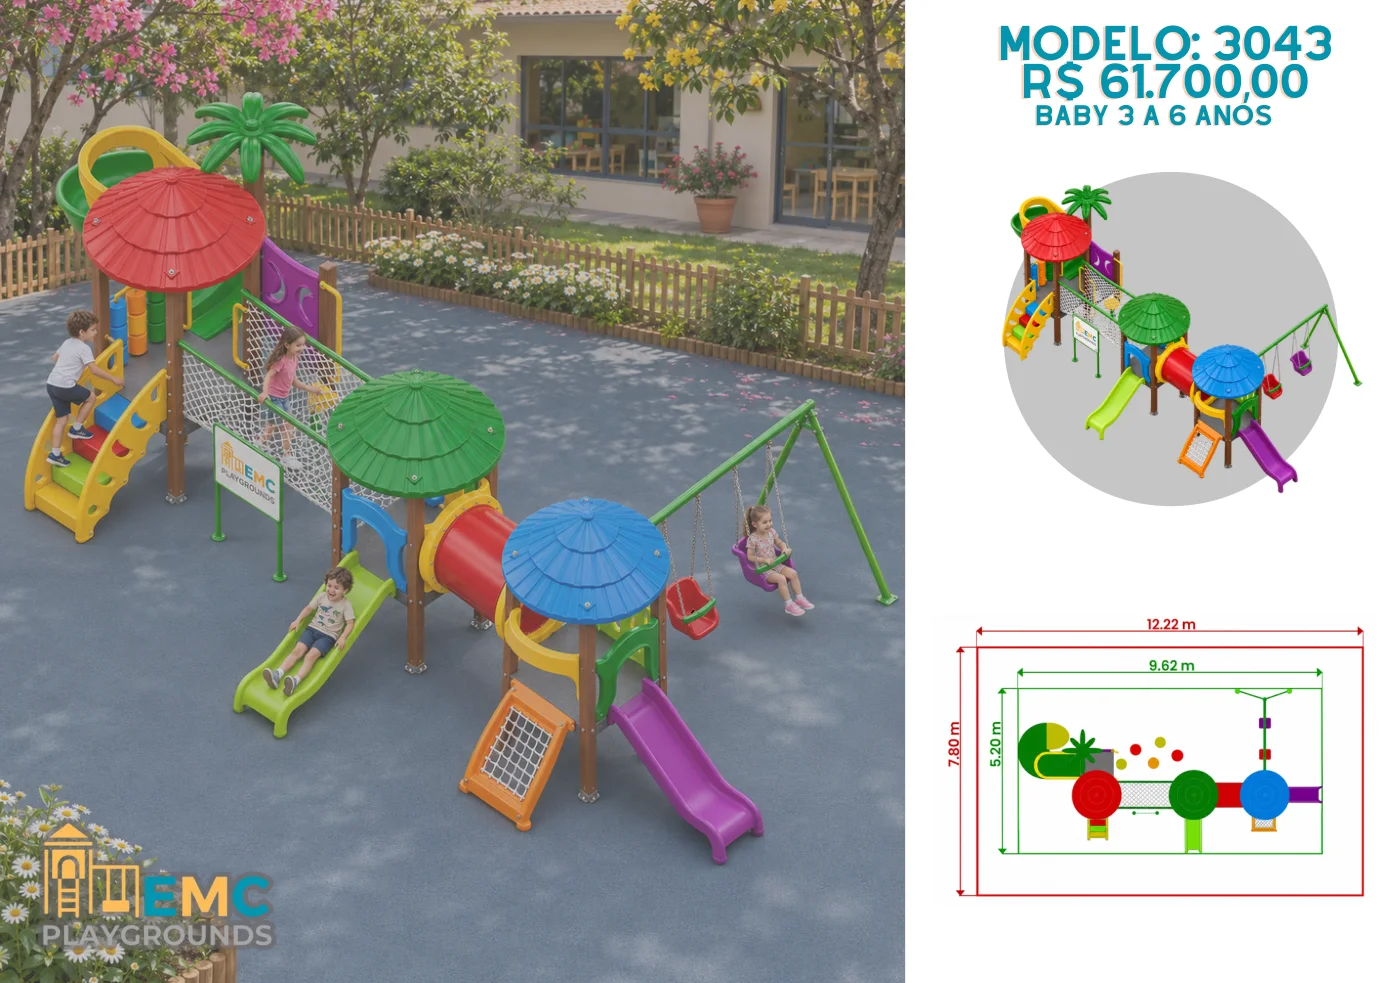 MODELO: 3043
R$ 61.700,00
BABY 3 A 6 ANOS
EMC
PLAYGROUNDS
EMC
PLAYGROUNDS
EMC
12.22 m
9.62 m
7.80 m
5.20 m